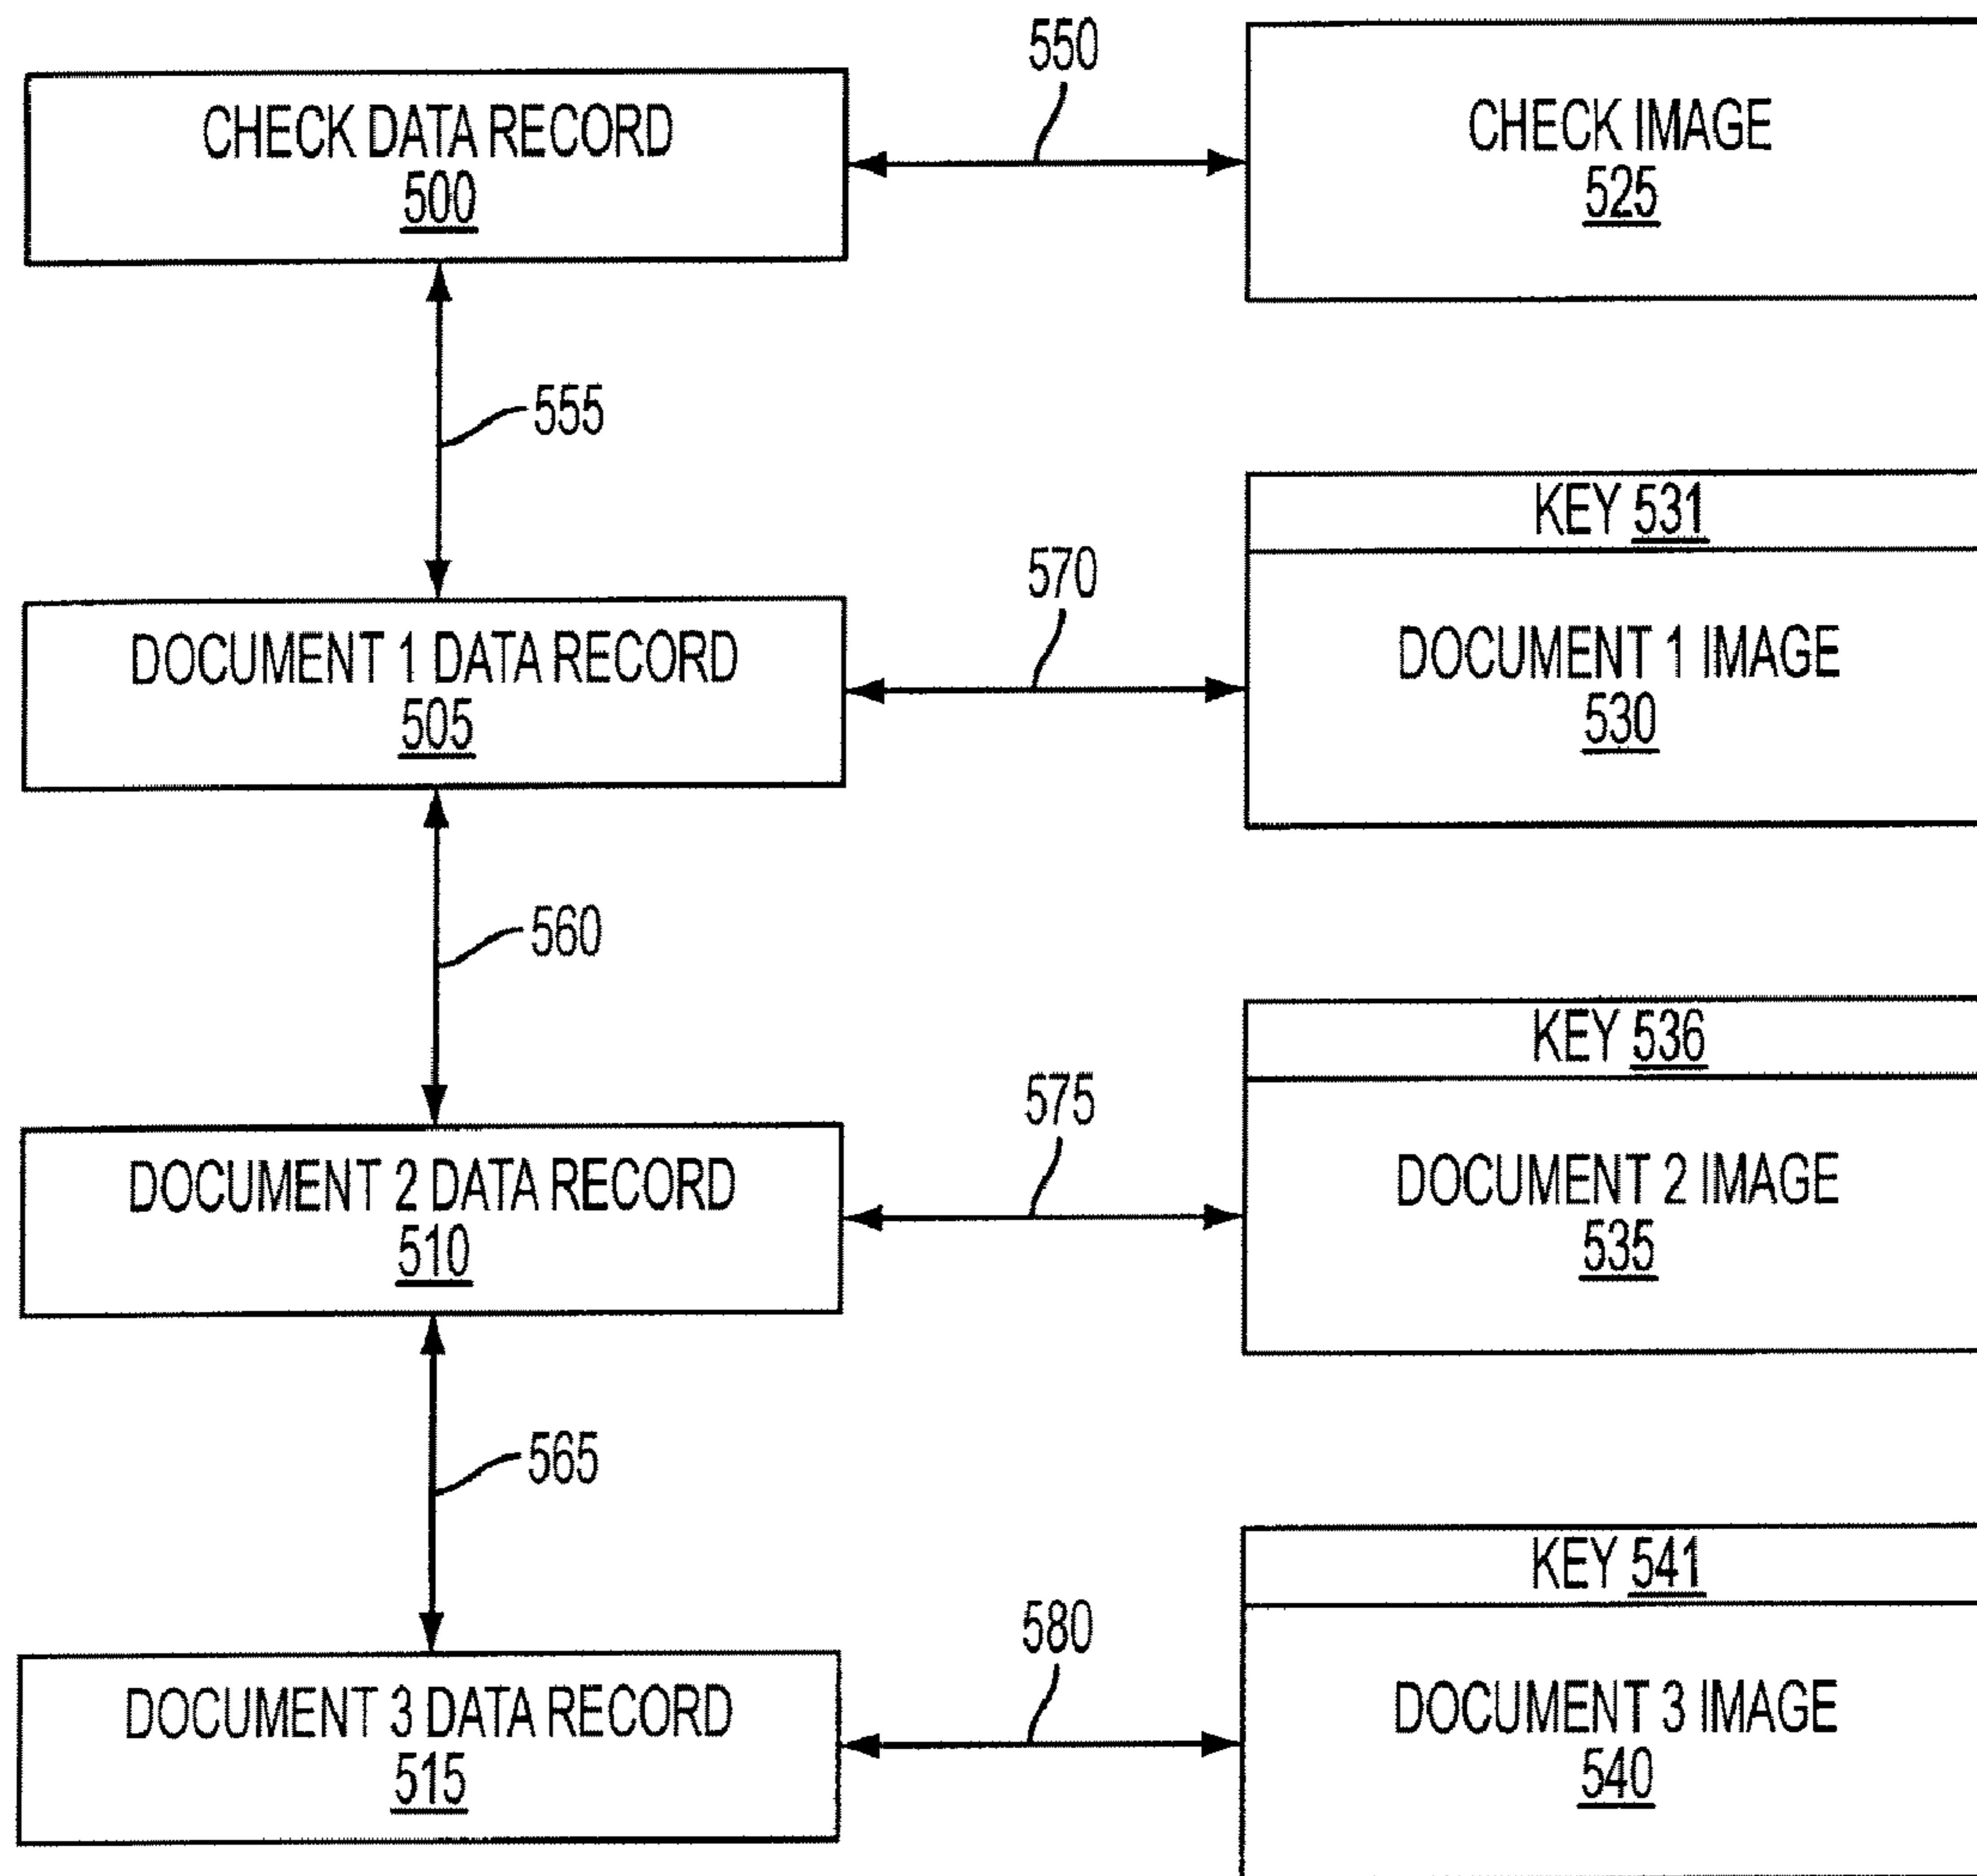 CHECK DATA RECORD
500
550
CHECK IMAGE
525
555
KEY 531
DOCUMENT 1 DATA RECORD
505
570
DOCUMENT 1 IMAGE
530
560
KEY 536
DOCUMENT 2 DATA RECORD
510
575
DOCUMENT 2 IMAGE
535
565
KEY 541
DOCUMENT 3 DATA RECORD
515
580
DOCUMENT 3 IMAGE
540